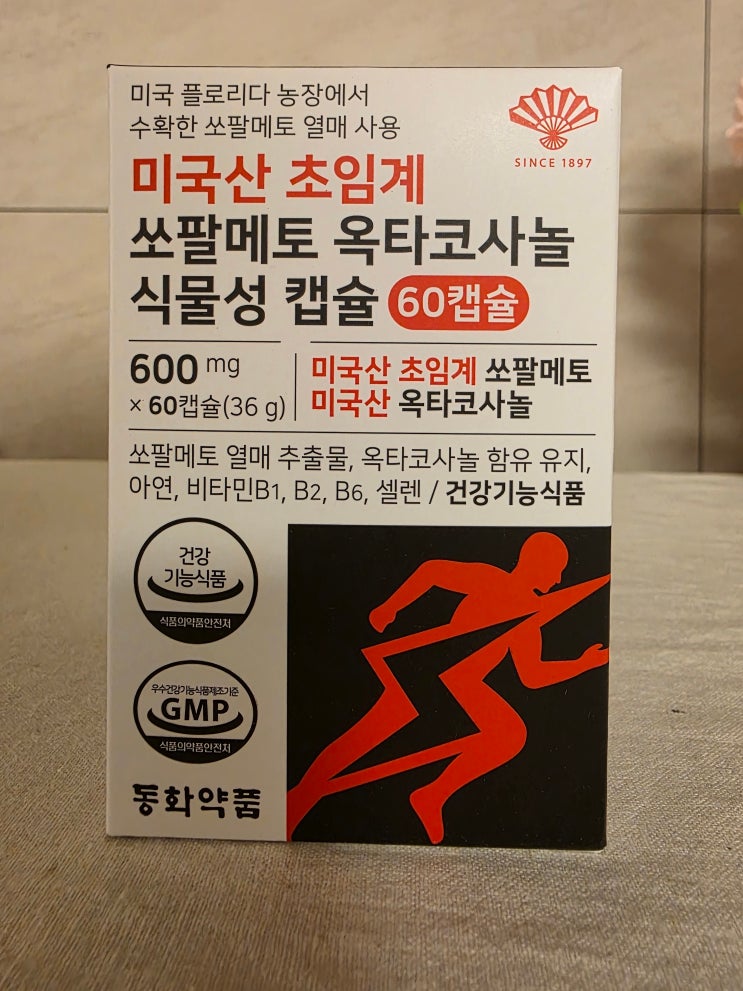 미국 플로리다 농장에서
수확한 쏘팔메토 열매 사용
SINCE 1897
미국산 초임계
쏘팔메토 옥타코사놀
식물성 캡슐 60캡슐
600 mg
× 60캡슐(36 g)
미국산 초임계 쏘팔메토
미국산 옥타코사놀
쏘팔메토 열매 추출물, 옥타코사놀 함유 유지,
아연, 비타민B1, B2, B6, 셀렌 / 건강기능식품
건강
기능식품
식품의약품안전처
우수건강기능식품제조기준
GMP
식품의약품안전처
동화약품